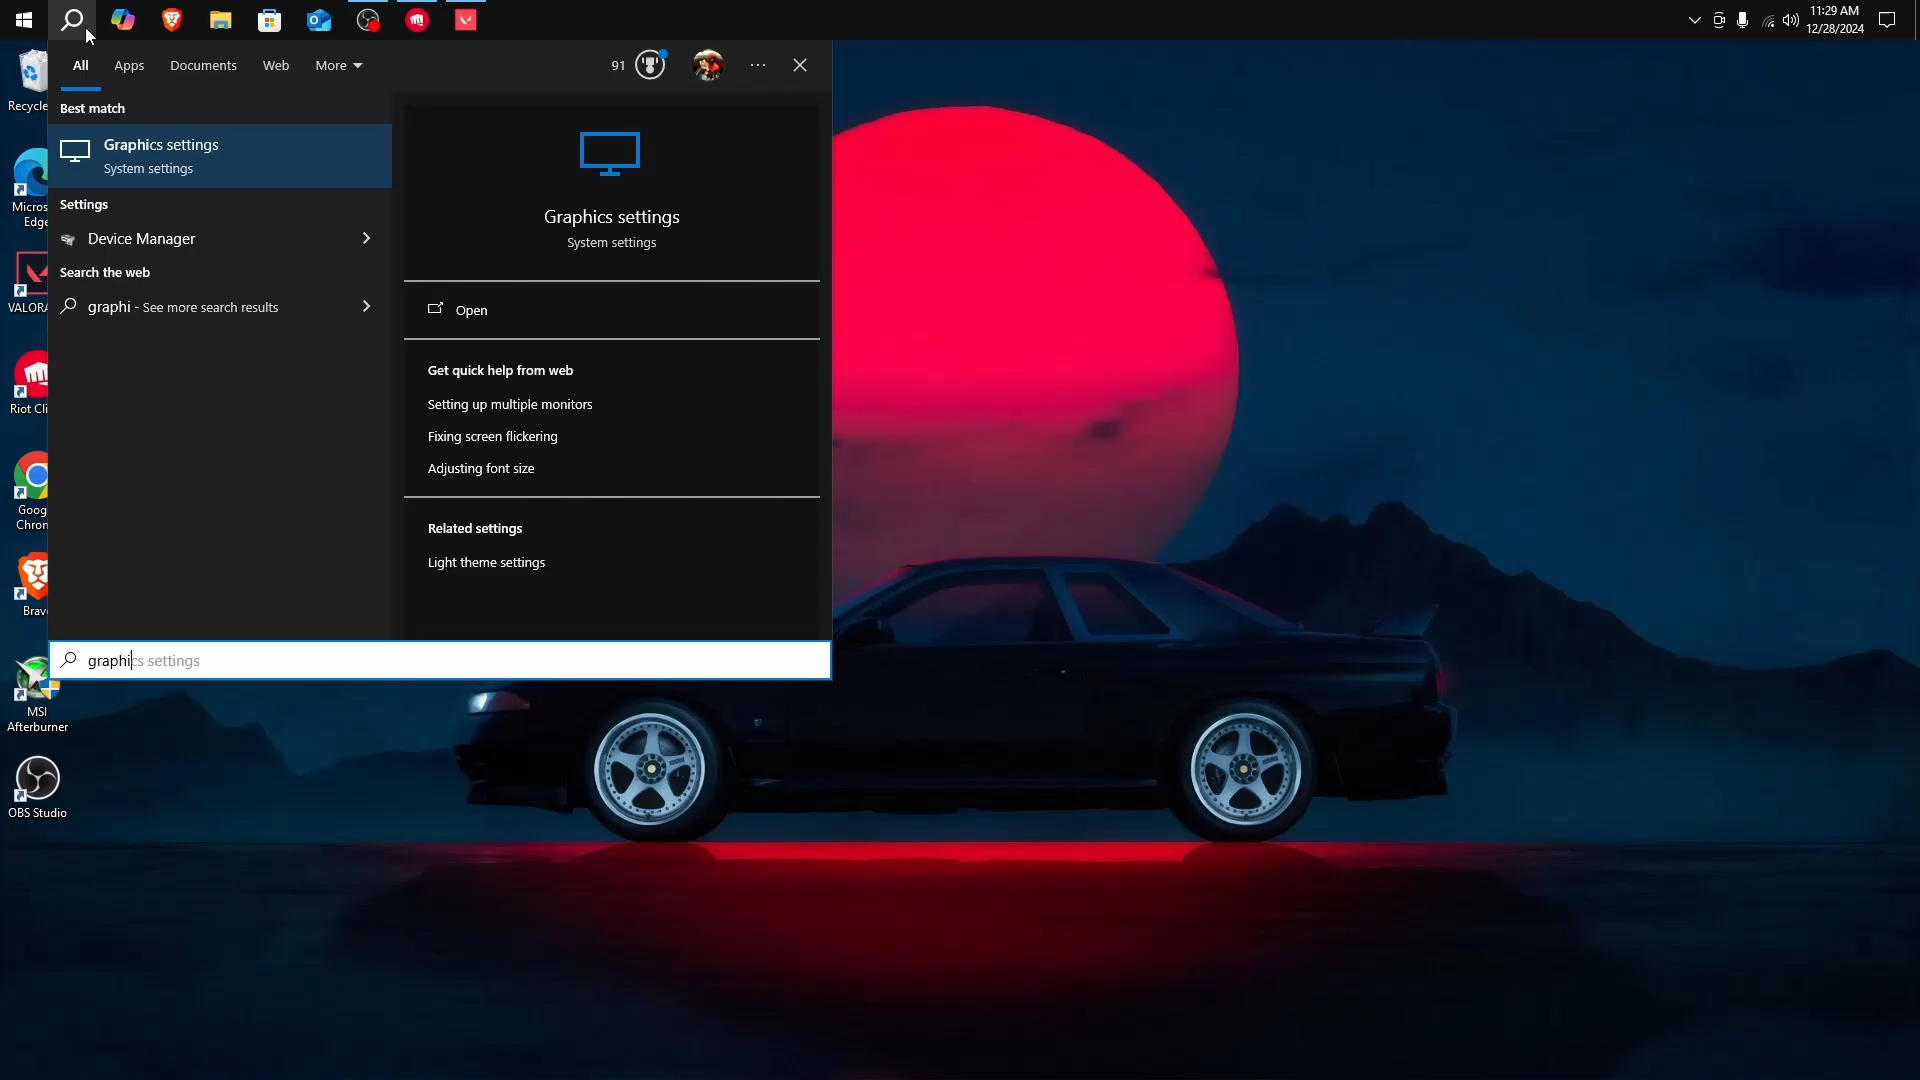 11:29 AM
12/28/2024
All
Apps
Documents
Web
More
91
Best match
Graphics settings
System settings
Settings
Device Manager
Search the web
graphi - See more search results
Graphics settings
System settings
Open
Get quick help from web
Setting up multiple monitors
Fixing screen flickering
Adjusting font size
Related settings
Light theme settings
graphics settings
Recycle
Micros
Edge
VALORA
Riot Cli
Goog
Chron
Brave
MSI
Afterburner
OBS Studio